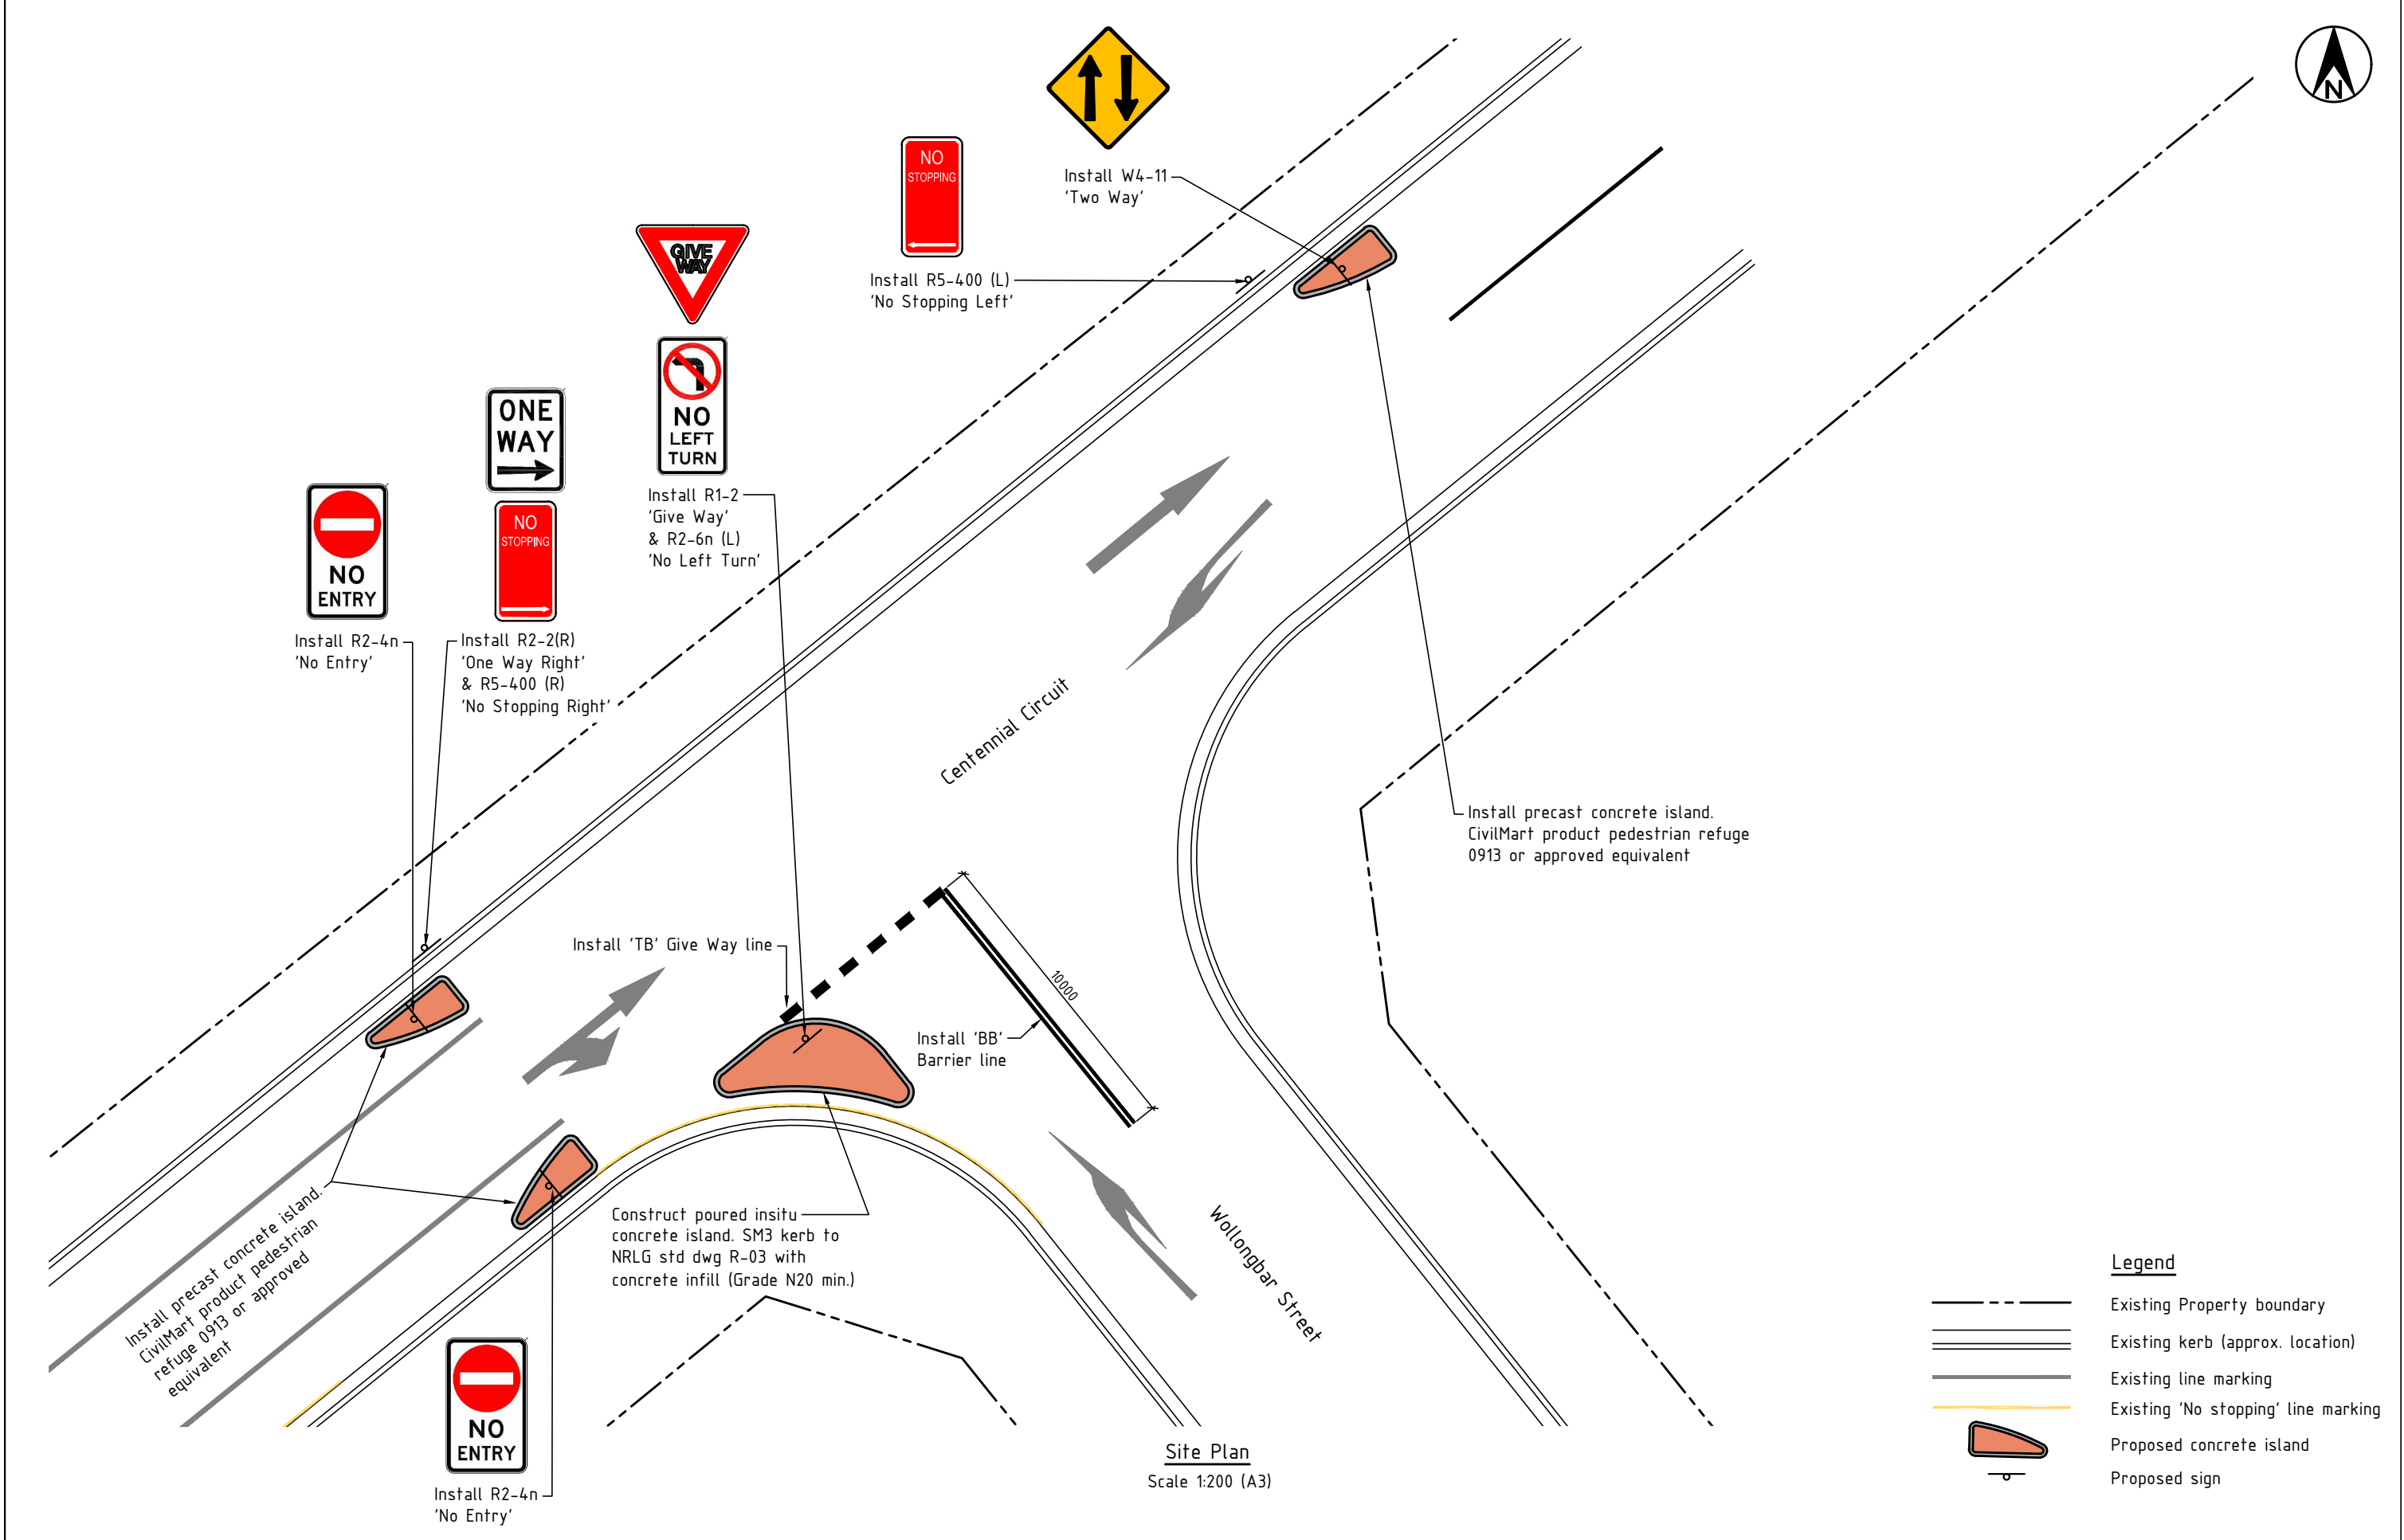 N
Install W4-11
'Two Way'
NO
STOPPING
Install R5-400 (L)
'No Stopping Left'
GIVE
WAY
NO
LEFT
TURN
Install R1-2
'Give Way'
& R2-6n (L)
'No Left Turn'
ONE
WAY
NO
STOPPING
Install R2-2(R)
'One Way Right'
& R5-400 (R)
'No Stopping Right'
NO
ENTRY
Install R2-4n
'No Entry'
Centennial Circuit
Install precast concrete island.
CivilMart product pedestrian refuge
0913 or approved equivalent
Install 'TB' Give Way line
10000
Install 'BB'
Barrier line
Install precast concrete island.
CivilMart product pedestrian
refuge 0913 or approved
equivalent
Construct poured insitu
concrete island. SM3 kerb to
NRLG std dwg R-03 with
concrete infill (Grade N20 min.)
Wollongbar Street
NO
ENTRY
Install R2-4n
'No Entry'
Site Plan
Scale 1:200 (A3)
Legend
Existing Property boundary
Existing kerb (approx. location)
Existing line marking
Existing 'No stopping' line marking
Proposed concrete island
Proposed sign